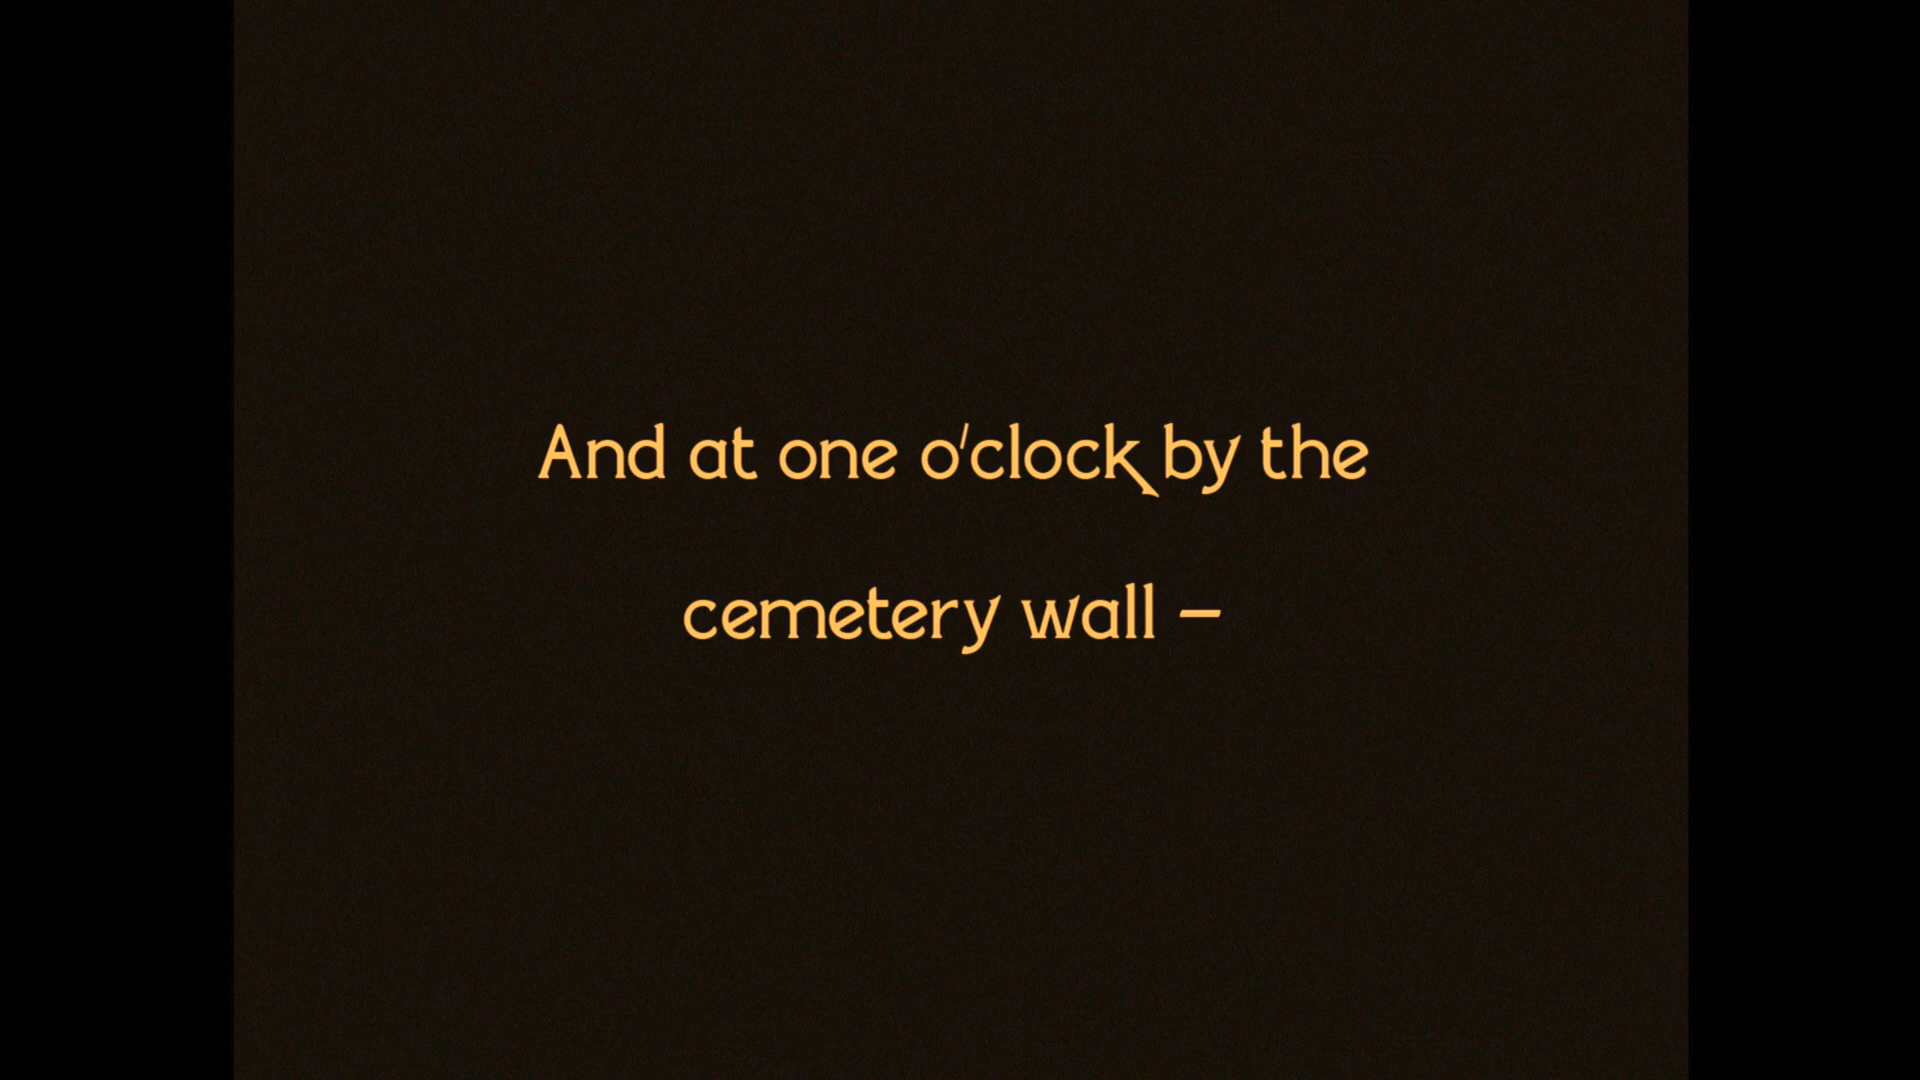 And at one o'clock by the
cemetery wall –